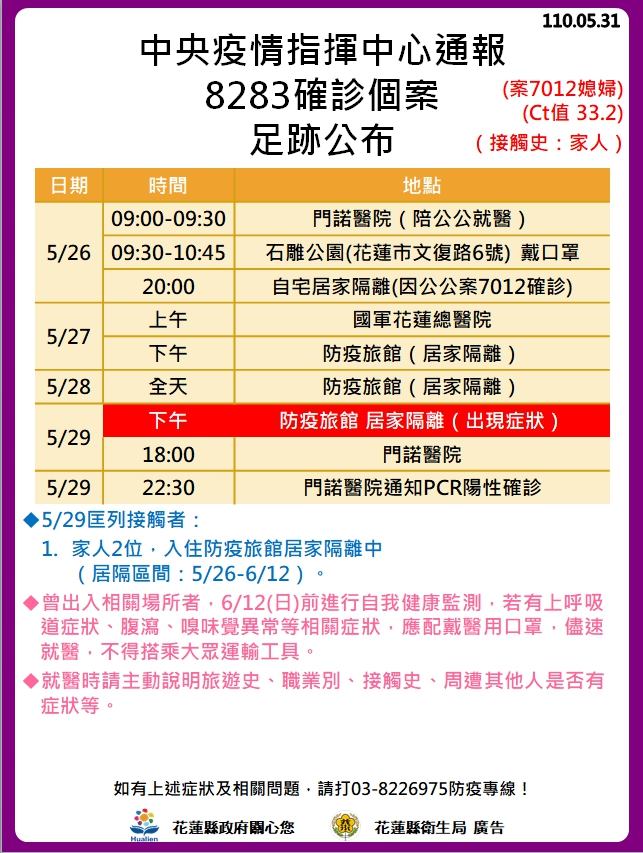 110.05.31
中央疫情指揮中心通報
8283確診個案
足跡公布
(案7012媳婦)
(Ct值 33.2)
(接觸史：家人)
日期 時間 地點
5/26 09:00-09:30 門諾醫院(陪公公就醫)
09:30-10:45 石雕公園(花蓮市文復路6號) 戴口罩
20:00 自宅居家隔離(因公公案7012確診)
5/27 上午 國軍花蓮總醫院
下午 防疫旅館(居家隔離)
5/28 全天 防疫旅館(居家隔離)
5/29 下午 防疫旅館 居家隔離(出現症狀)
18:00 門諾醫院
5/29 22:30 門諾醫院通知PCR陽性確診
◆5/29匡列接觸者：
1. 家人2位，入住防疫旅館居家隔離中
(居隔區間：5/26-6/12)。
◆曾出入相關場所者，6/12(日)前進行自我健康監測，若有上呼吸
道症狀、腹瀉、嗅味覺異常等相關症狀，應配戴醫用口罩，儘速
就醫，不得搭乘大眾運輸工具。
◆就醫時請主動說明旅遊史、職業別、接觸史、周遭其他人是否有
症狀等。
如有上述症狀及相關問題，請打03-8226975防疫專線！
Hualien 花蓮縣政府關心您 花蓮縣衛生局 廣告